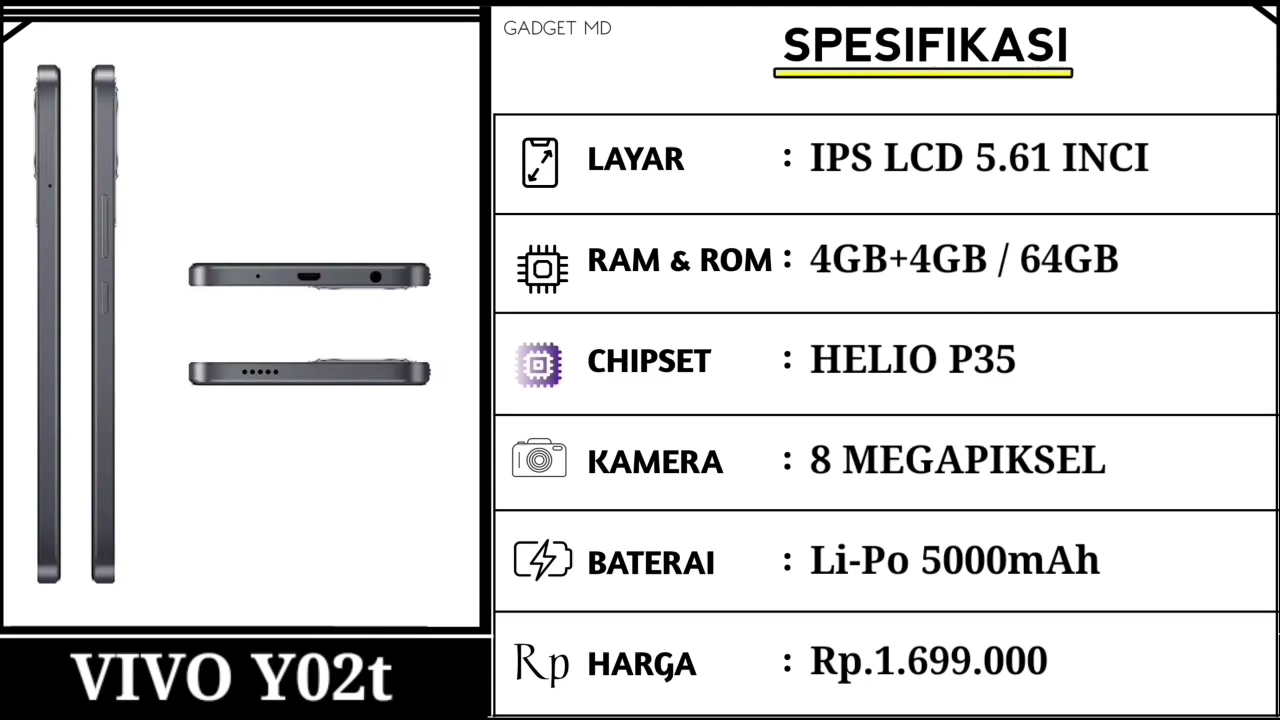 GADGET MD
SPESIFIKASI
LAYAR : IPS LCD 5.61 INCI
RAM & ROM : 4GB+4GB / 64GB
CHIPSET : HELIO P35
KAMERA : 8 MEGAPIKSEL
BATERAI : Li-Po 5000mAh
Rp HARGA : Rp.1.699.000
VIVO Y02t